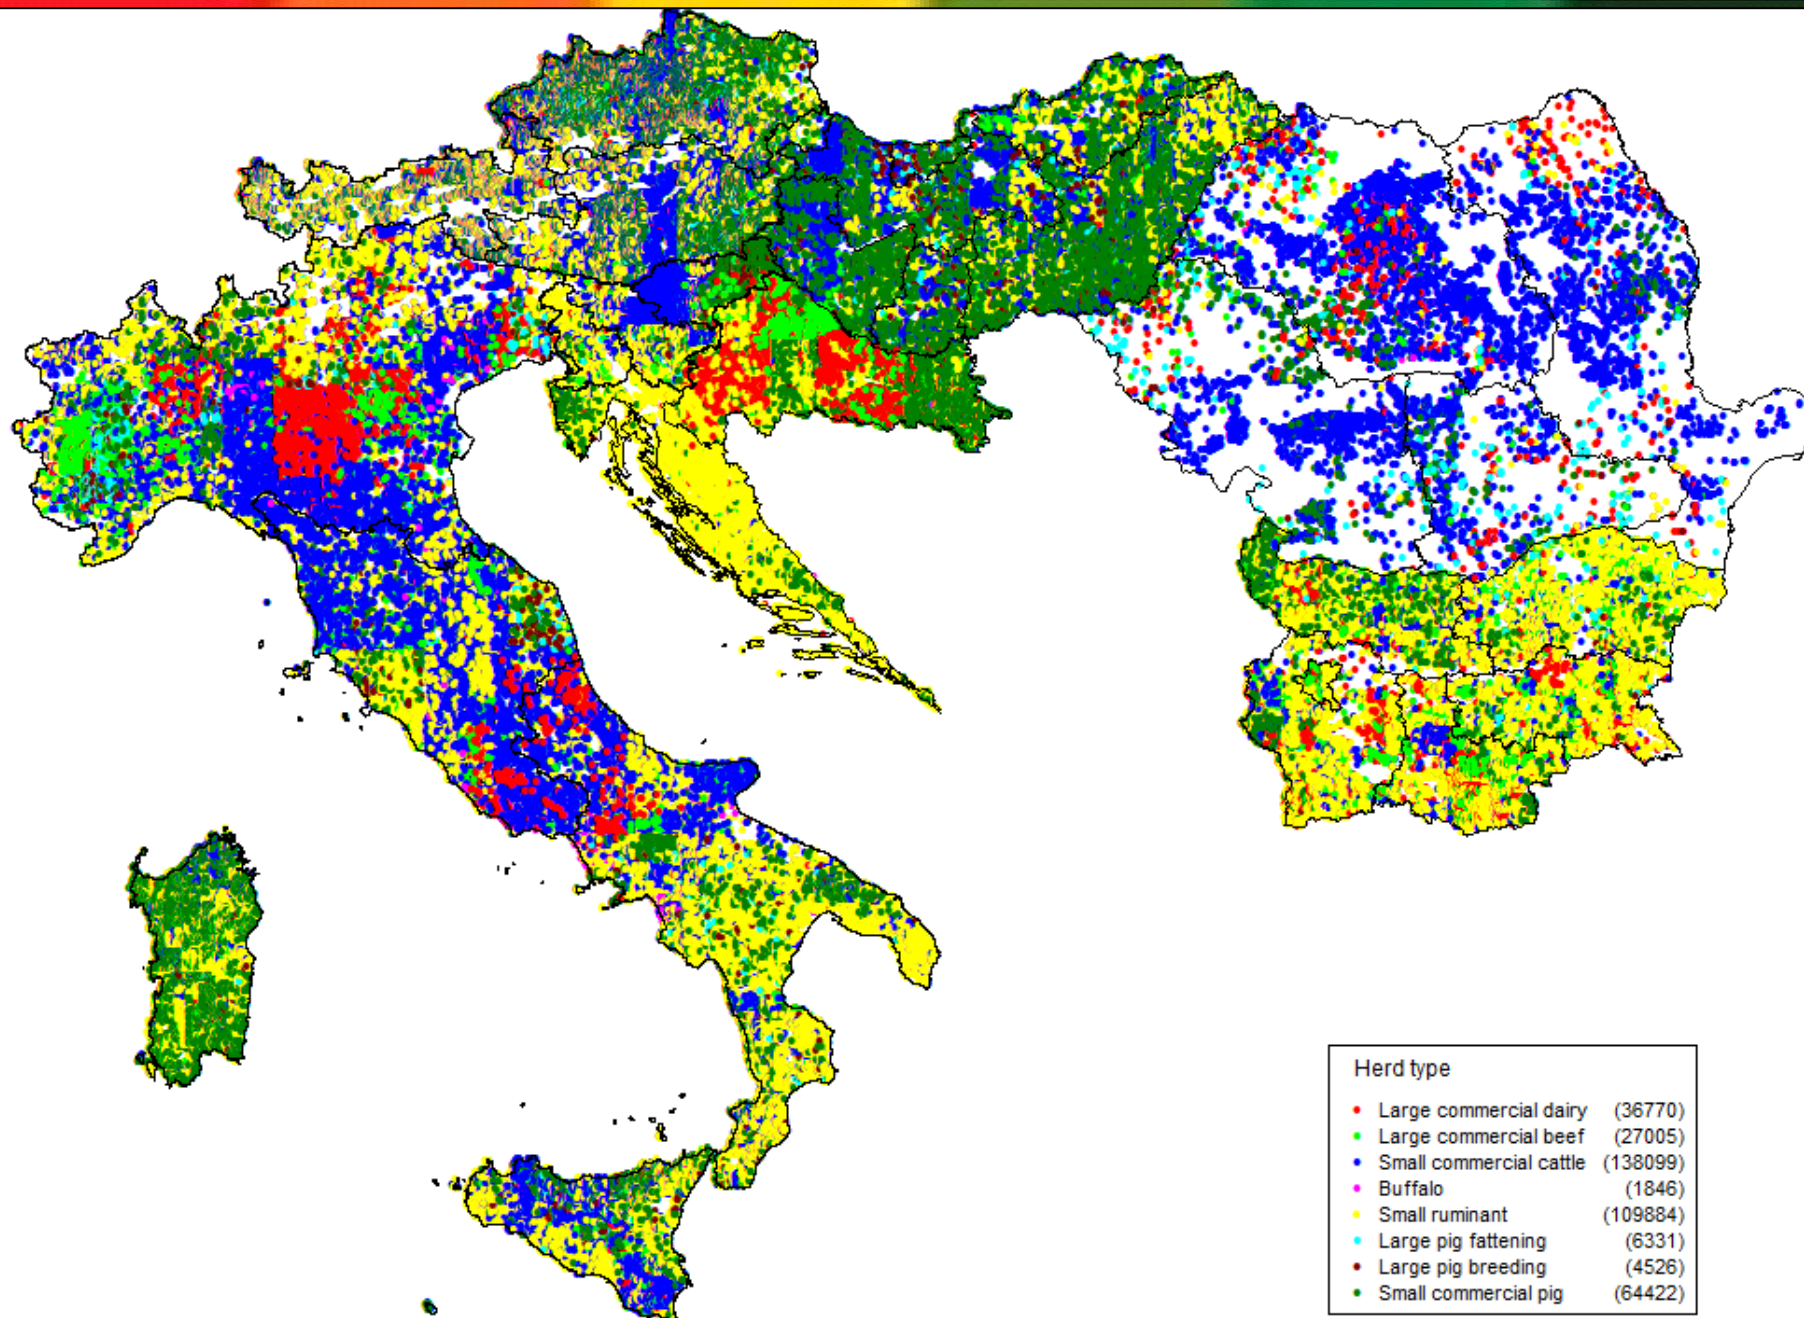 Herd type
Large commercial dairy (36770)
Large commercial beef (27005)
Small commercial cattle (138099)
Buffalo (1846)
Small ruminant (109884)
Large pig fattening (6331)
Large pig breeding (4526)
Small commercial pig (64422)